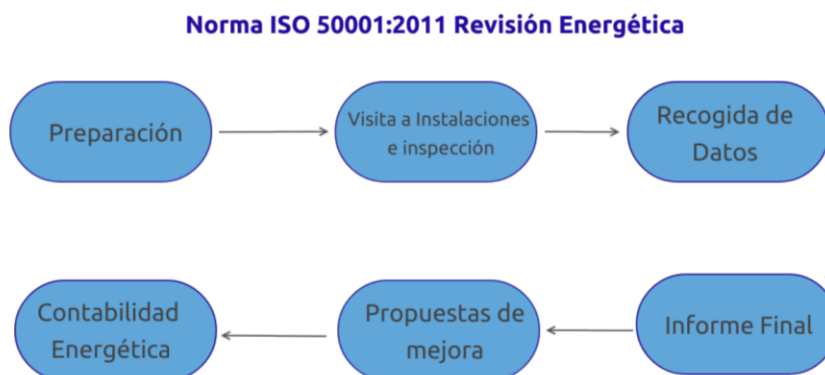 Norma ISO 50001:2011 Revisión Energética
Preparación
Visita a Instalaciones
e inspección
Recogida de
Datos
Contabilidad
Energética
Propuestas de
mejora
Informe Final